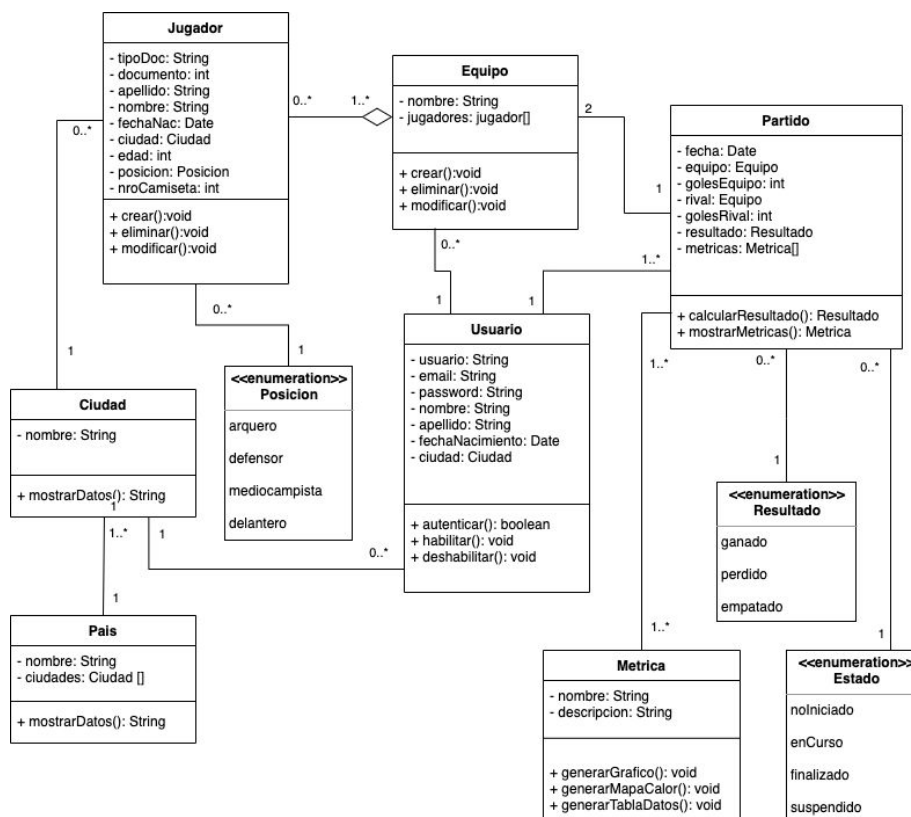 Jugador
- tipoDoc: String
- documento: int
- apellido: String
- nombre: String
- fechaNac: Date
- ciudad: Ciudad
- edad: int
- posicion: Posicion
- nroCamiseta: int
+ crear():void
+ eliminar():void
+ modificar():void
0..*
1..*
0..*
Equipo
- nombre: String
- jugadores: jugador[]
+ crear():void
+ eliminar():void
+ modificar():void
2
1
0..*
1
Partido
- fecha: Date
- equipo: Equipo
- golesEquipo: int
- rival: Equipo
- golesRival: int
- resultado: Resultado
- metricas: Metrica[]
+ calcularResultado(): Resultado
+ mostrarMetricas(): Metrica
1..*
1
1..*
0..*
0..*
0..*
1
1
Ciudad
- nombre: String
+ mostrarDatos(): String
1
1..*
1
0..*
1
<<enumeration>>
Posicion
arquero
defensor
mediocampista
delantero
Usuario
- usuario: String
- email: String
- password: String
- nombre: String
- apellido: String
- fechaNacimiento: Date
- ciudad: Ciudad
+ autenticar(): boolean
+ habilitar(): void
+ deshabilitar(): void
1
<<enumeration>>
Resultado
ganado
perdido
empatado
Pais
- nombre: String
- ciudades: Ciudad []
+ mostrarDatos(): String
1..*
1
Metrica
- nombre: String
- descripcion: String
+ generarGrafico(): void
+ generarMapaCalor(): void
+ generarTablaDatos(): void
<<enumeration>>
Estado
noIniciado
enCurso
finalizado
suspendido